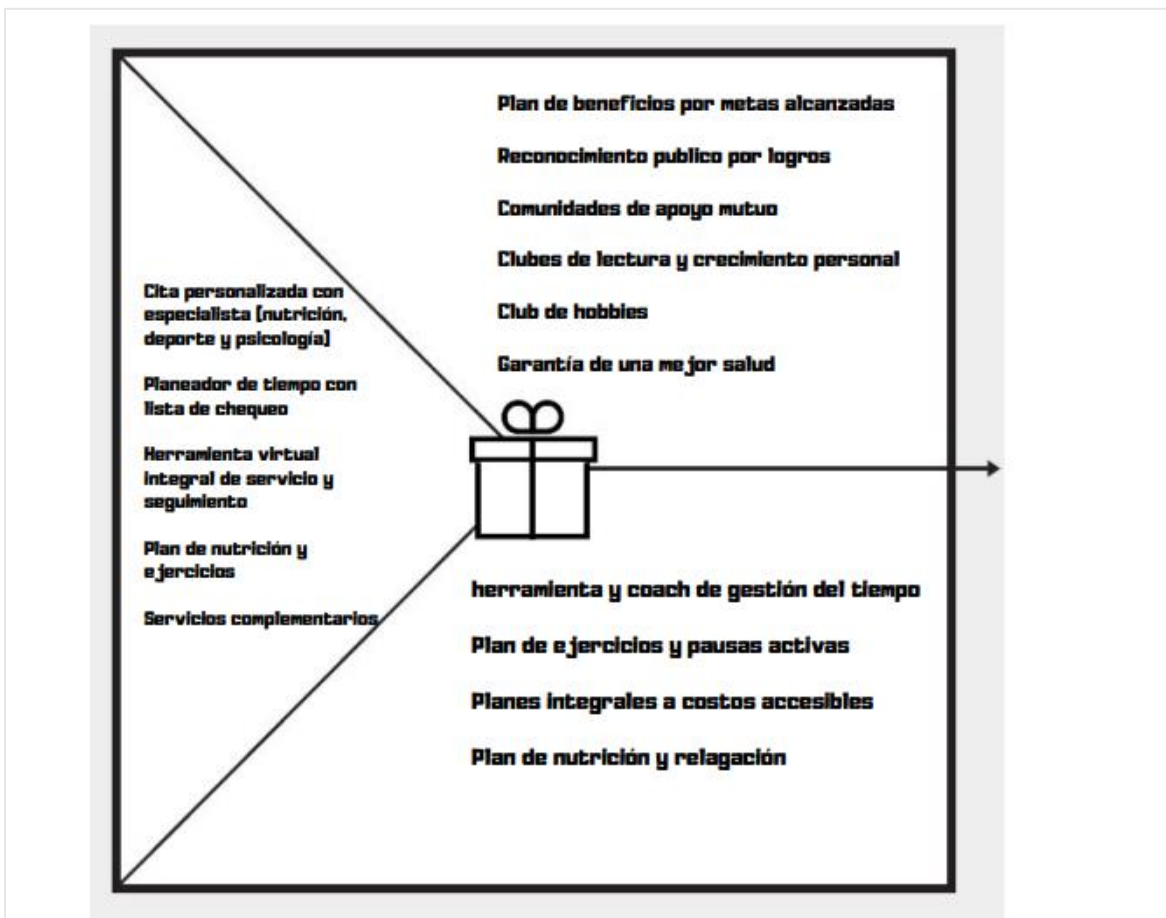 Plan de beneficios por metas alcanzadas
Reconocimiento publico por logros
Comunidades de apoyo mutuo
Clubes de lectura y crecimiento personal
Club de hobbies
Garantía de una mejor salud
Cita personalizada con
especialista [nutrición,
deporte y psicología]
Planeador de tiempo con
lista de chequeo
Herramienta virtual
integral de servicio y
seguimiento
Plan de nutrición y
ejercicios
Servicios complementarios
herramienta y coach de gestión del tiempo
Plan de ejercicios y pausas activas
Planes integrales a costos accesibles
Plan de nutrición y relagación